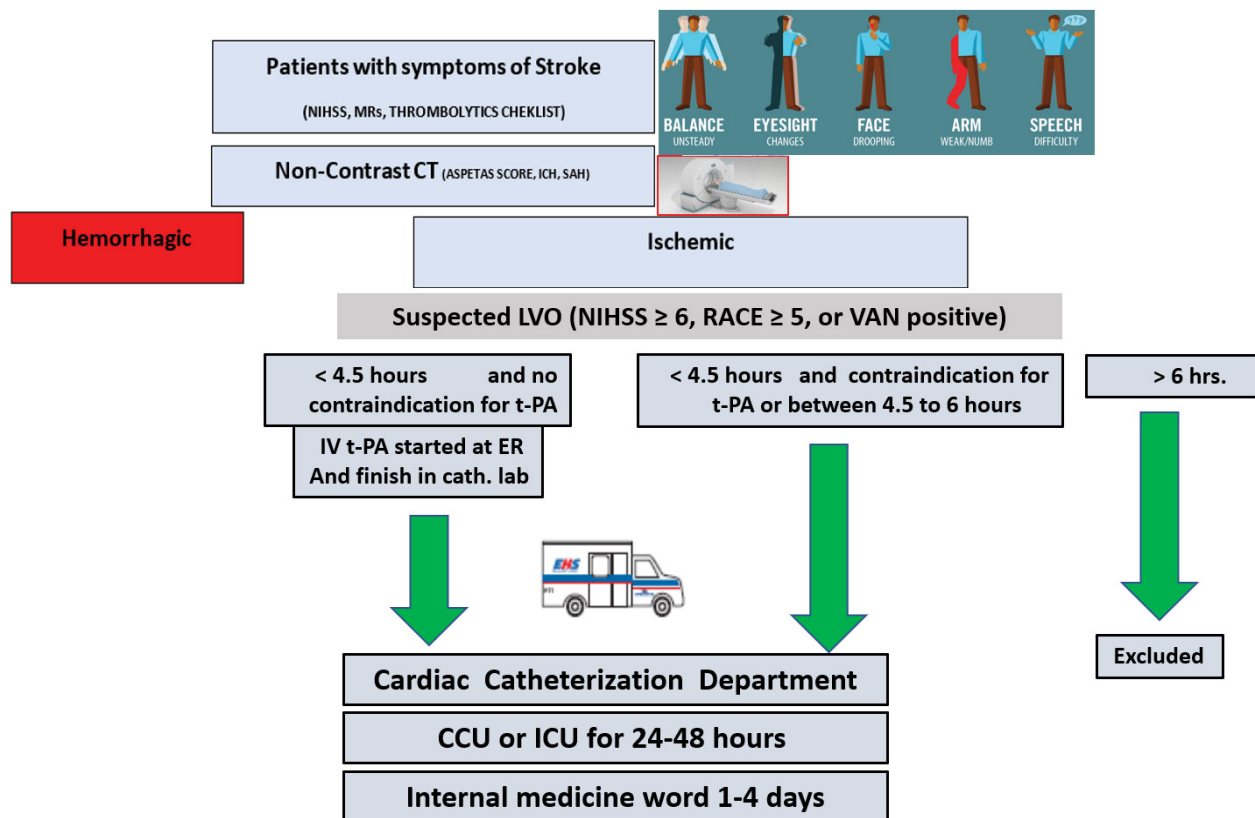 Patients with symptoms of Stroke
(NIHSS, MRs, THROMBOLYTICS CHEKLIST)
???
BALANCE
UNSTEADY
EYESIGHT
CHANGES
FACE
DROOPING
ARM
WEAK/NUMB
SPEECH
DIFFICULTY
Non-Contrast CT (ASPETAS SCORE, ICH, SAH)
Hemorrhagic
Ischemic
Suspected LVO (NIHSS ≥ 6, RACE ≥ 5, or VAN positive)
< 4.5 hours and no
contraindication for t-PA
IV t-PA started at ER
And finish in cath. lab
< 4.5 hours and contraindication for
t-PA or between 4.5 to 6 hours
> 6 hrs.
EHS
Excluded
Cardiac Catheterization Department
CCU or ICU for 24-48 hours
Internal medicine word 1-4 days